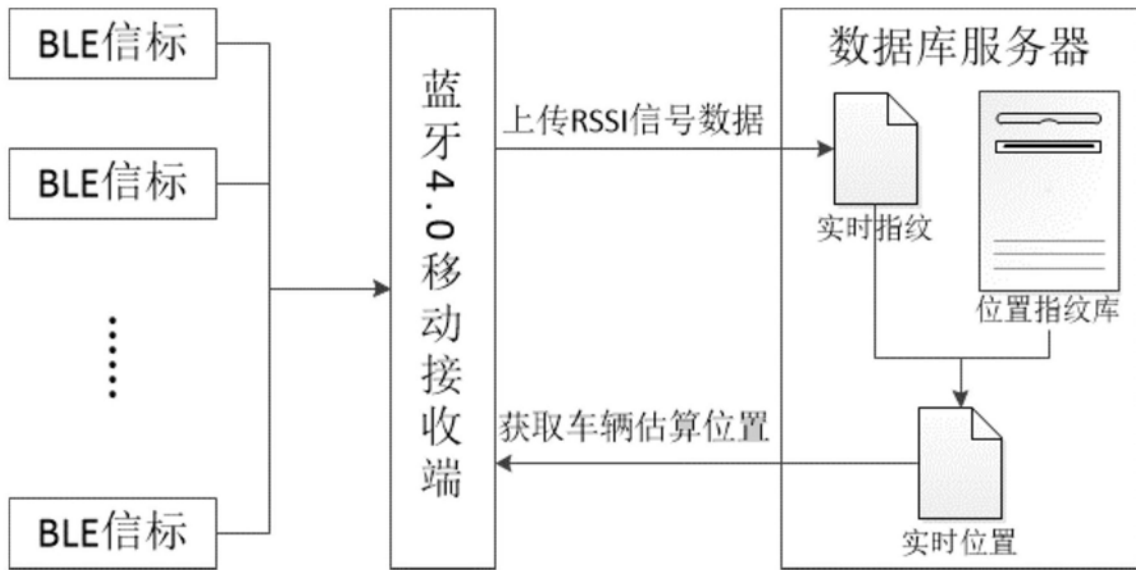 BLE信标
BLE信标
BLE信标
蓝牙4.0移动接收端
上传RSSI信号数据
获取车辆估算位置
数据库服务器
实时指纹
位置指纹库
实时位置